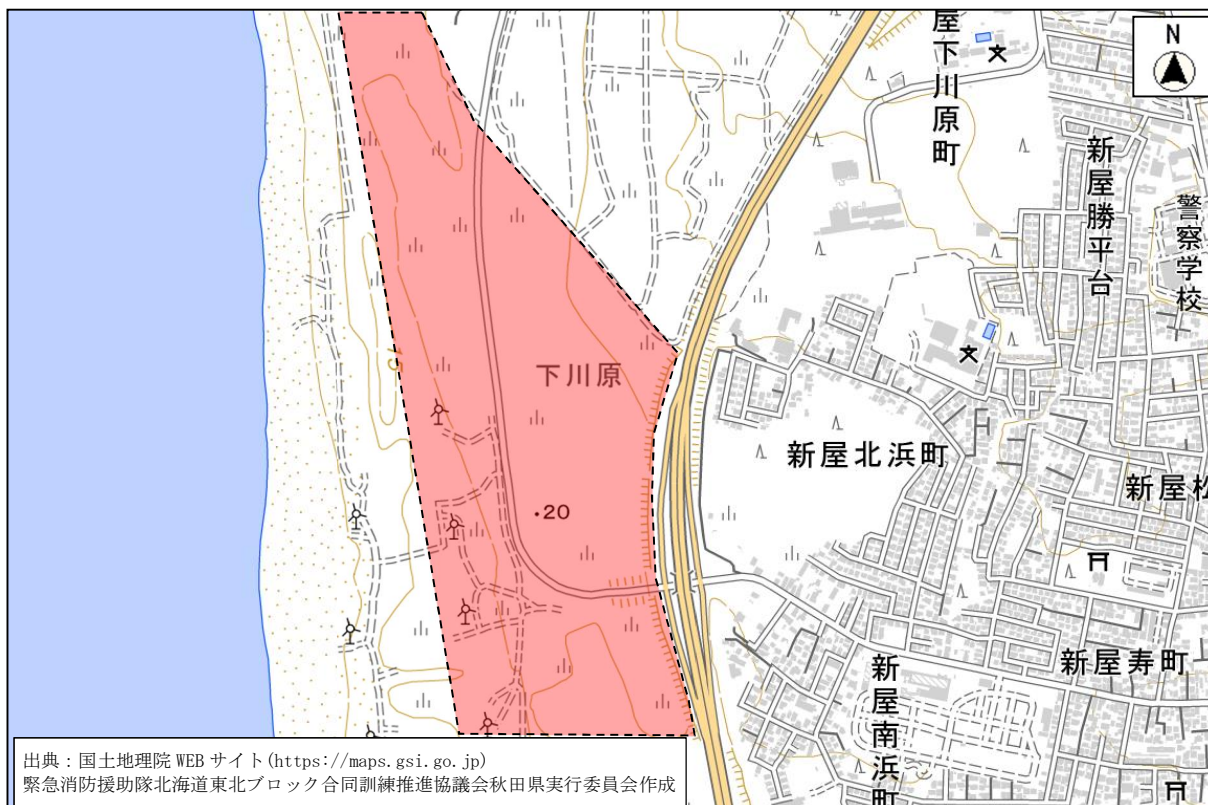 N
屋下川原町
新屋勝平台
警察学校
下川原
15
新屋北浜町
新屋松
・20
新屋寿町
新屋南浜町
出典：国土地理院 WEB サイト(https://maps.gsi.go.jp)
緊急消防援助隊北海道東北ブロック合同訓練推進協議会秋田県実行委員会作成